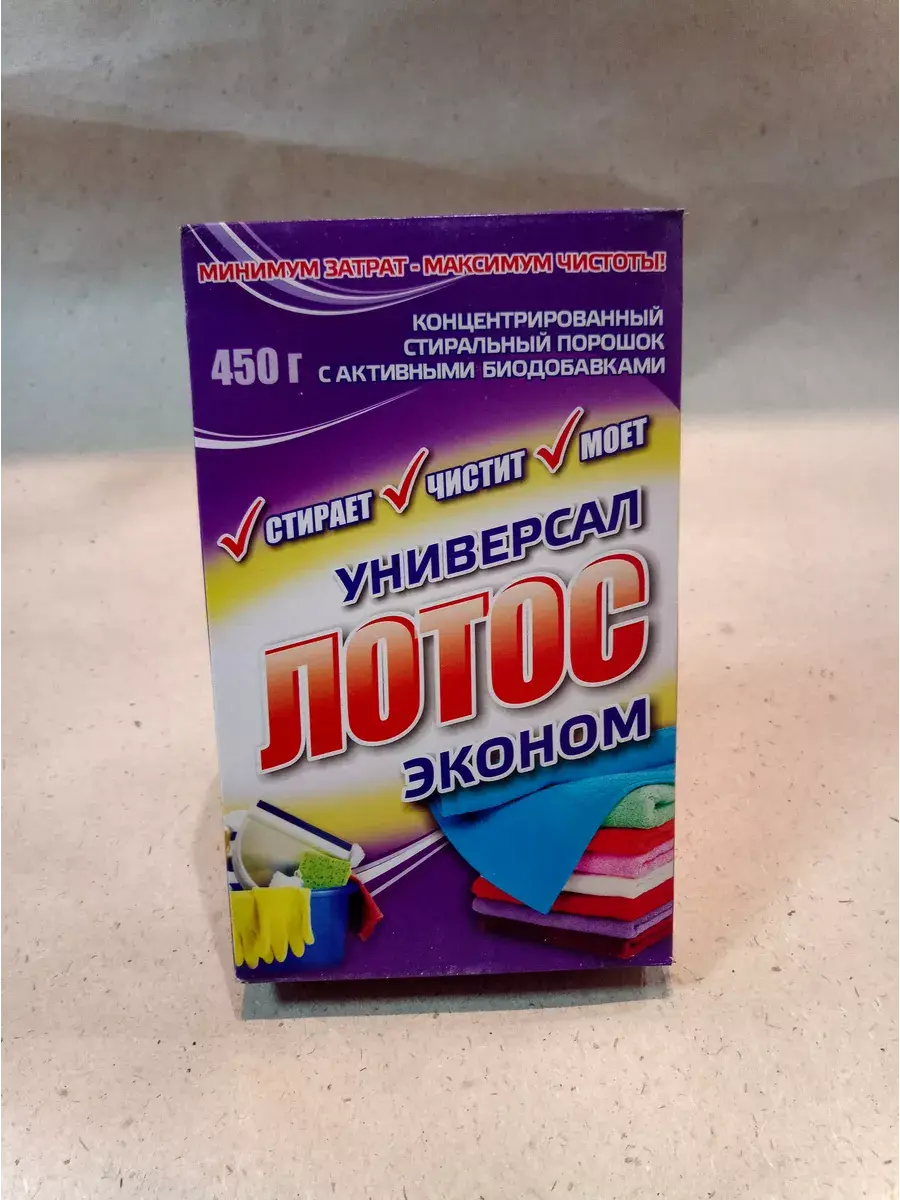 МИНИМУМ ЗАТРАТ - МАКСИМУМ ЧИСТОТЫ!
КОНЦЕНТРИРОВАННЫЙ
СТИРАЛЬНЫЙ ПОРОШОК
С АКТИВНЫМИ БИОДОБАВКАМИ
450 г
СТИРАЕТ ЧИСТИТ МОЕТ
УНИВЕРСАЛ
ЛОТОС
ЭКОНОМ